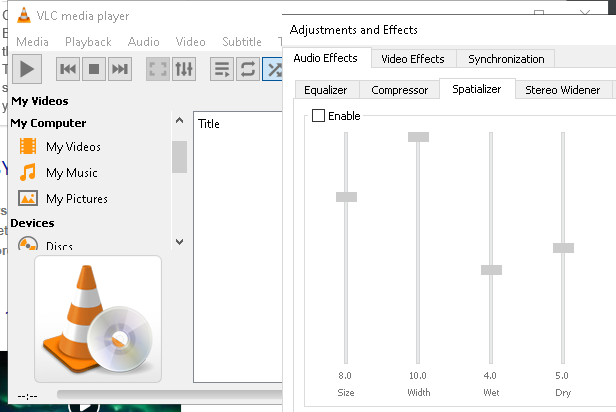 VLC media player
Media Playback Audio Video Subtitle
My Videos
My Computer
My Videos
My Music
My Pictures
Devices
Discs
Title
--:--
Adjustments and Effects
Audio Effects Video Effects Synchronization
Equalizer Compressor Spatializer Stereo Widener
Enable
8.0 10.0 4.0 5.0
Size Width Wet Dry